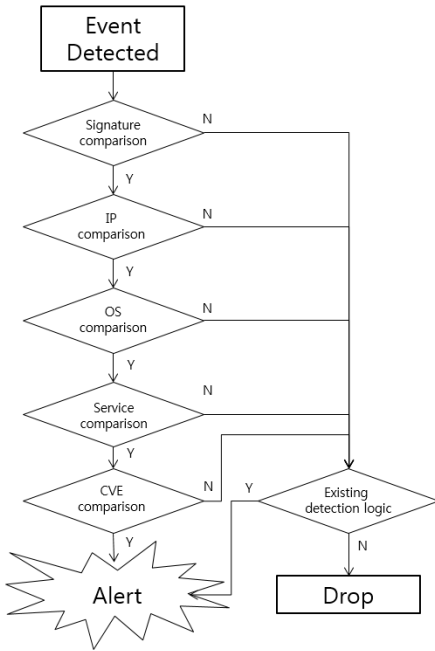 Event
Detected
Signature
comparison
N
Y
IP
comparison
N
Y
OS
comparison
N
Y
Service
comparison
N
Y
CVE
comparison
N
Y
Existing
detection logic
Y
N
Alert
Drop